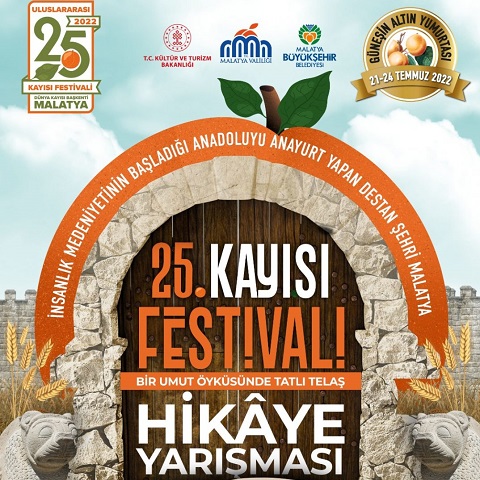 ULUSLARARASI
2022
25
KAYISI FESTİVALİ
DÜNYA KAYISI BAŞKENTİ
MALATYA
T.C. KÜLTÜR VE TURİZM
BAKANLIĞI
MALATYA VALİLİĞİ
MALATYA
BÜYÜKŞEHİR
BELEDİYESİ
GÜNEŞİN ALTIN YUMURTASI
21-24 TEMMUZ 2022
İNSANLIK MEDENİYETİNİN BAŞLADIĞI ANADOLUYU ANAYURT YAPAN DESTAN ŞEHRİ MALATYA
25. KAYISI
FESTİVALİ
BİR UMUT ÖYKÜSÜNDE TATLI TELAŞ
HİKÂYE
YARIŞMASI